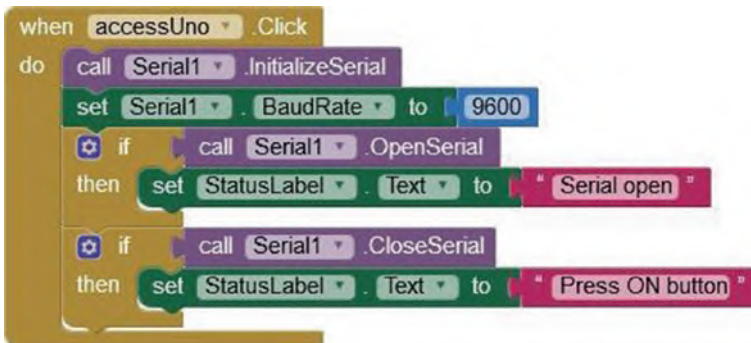 when accessUno .Click
do call Serial1 .InitializeSerial
set Serial1 . BaudRate to 9600
if call Serial1 .OpenSerial
then set StatusLabel . Text to " Serial open "
if call Serial1 .CloseSerial
then set StatusLabel . Text to " Press ON button "